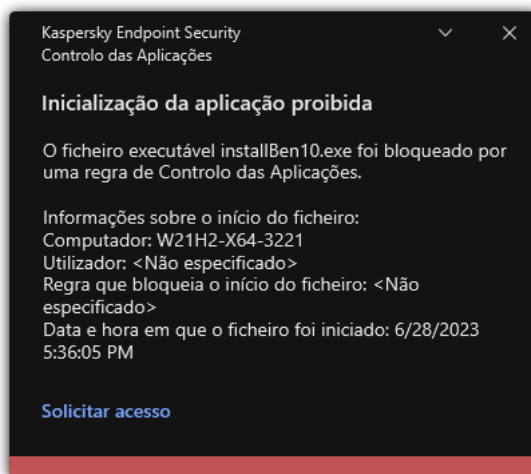 Kaspersky Endpoint Security
Controlo das Aplicações
Inicialização da aplicação proibida
O ficheiro executável installBen10.exe foi bloqueado por
uma regra de Controlo das Aplicações.
Informações sobre o início do ficheiro:
Computador: W21H2-X64-3221
Utilizador: <Não especificado>
Regra que bloqueia o início do ficheiro: <Não
especificado>
Data e hora em que o ficheiro foi iniciado: 6/28/2023
5:36:05 PM
Solicitar acesso